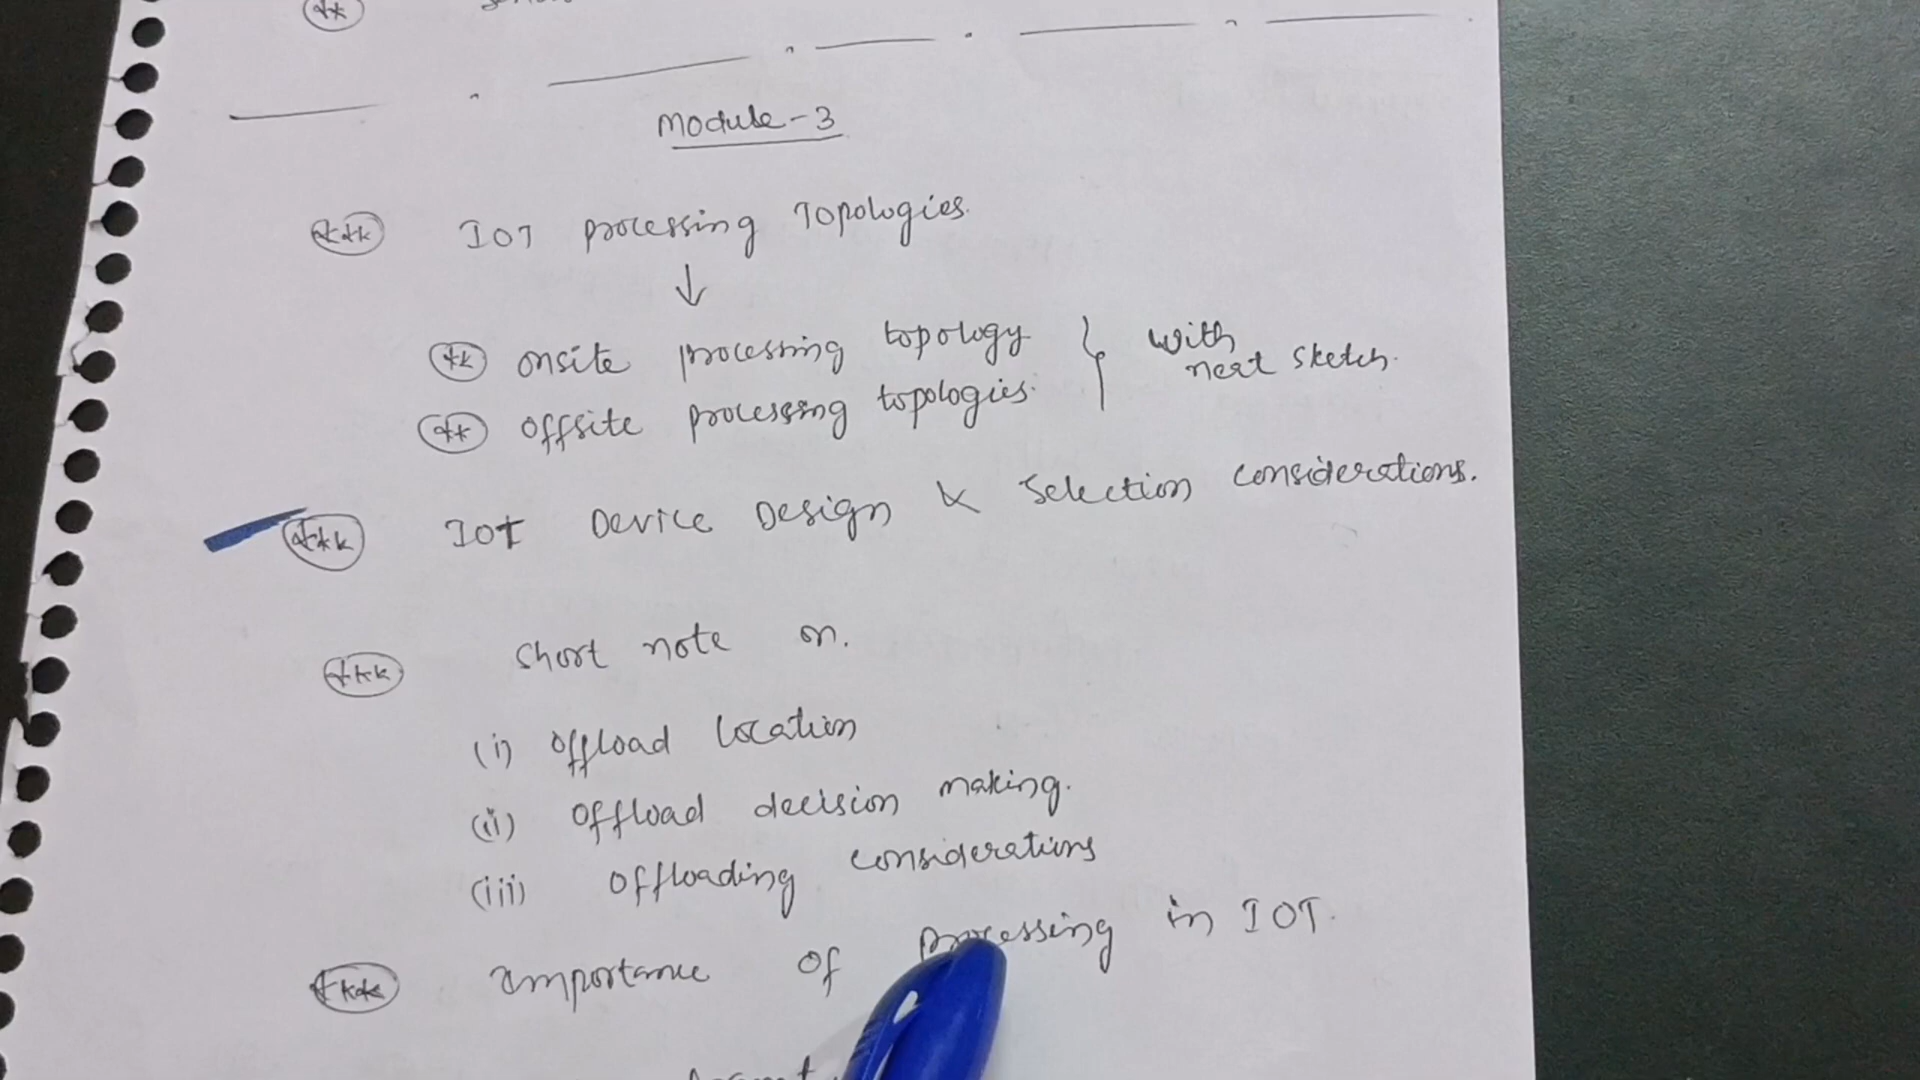 Module-3
*** IOT processing Topologies.
↓
** onsite processing topology } with
neat sketch.
** offsite processing topologies.
*** IOT Device Design & Selection considerations.
*** Short note on.
(i) Offload location
(ii) Offload decision making.
(iii) Offloading considerations
*** importance of processing in IOT.